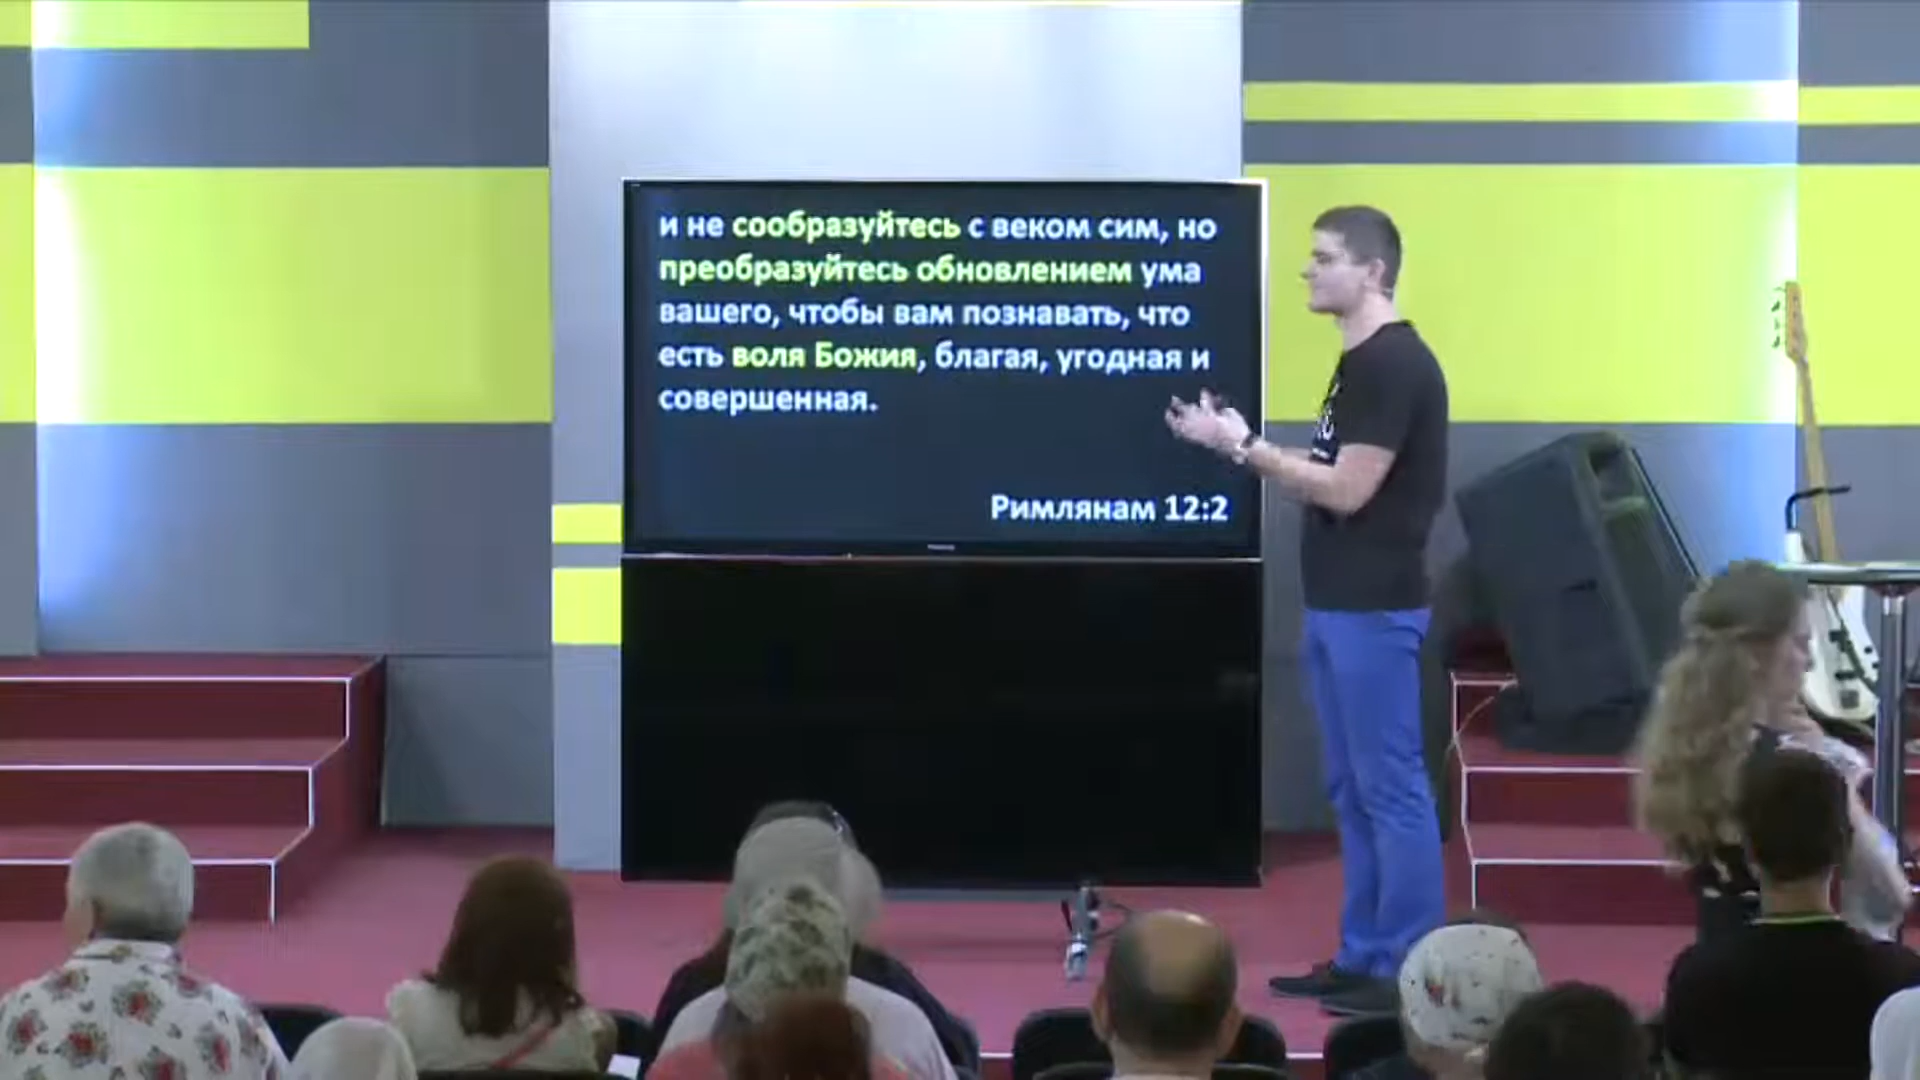 и не сообразуйтесь с веком сим, но
преобразуйтесь обновлением ума
вашего, чтобы вам познавать, что
есть воля Божия, благая, угодная и
совершенная.
Римлянам 12:2